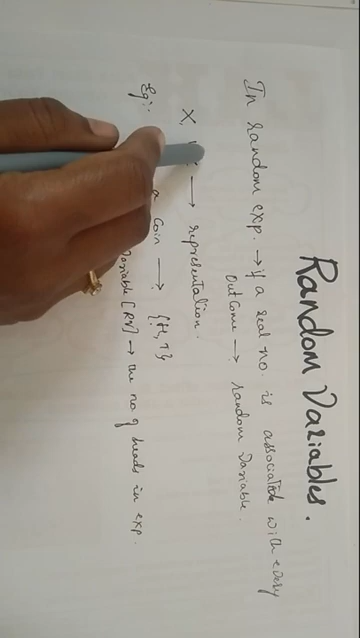 Random Variables.
In random exp. → if a real no. is associated with every
outcome → random variable.
X, → representation.
Eg:- a coin → {H,T}
Variable [RV] → the no of heads in exp.